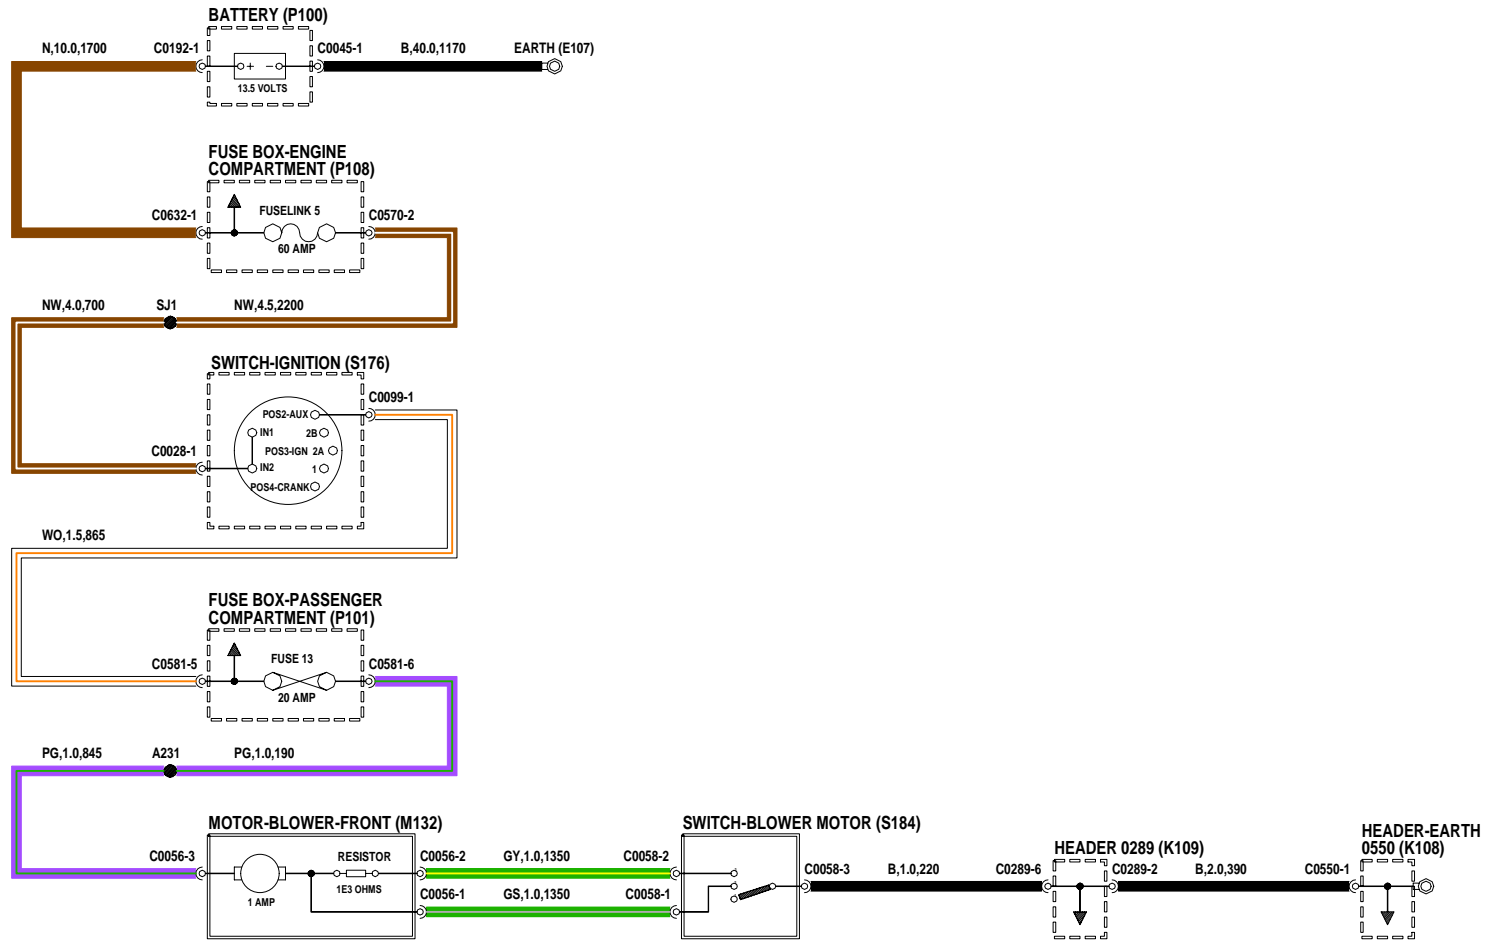 BATTERY (P100)
N,10.0,1700
C0192-1
C0045-1
B,40.0,1170
EARTH (E107)
+ −
13.5 VOLTS
FUSE BOX-ENGINE
COMPARTMENT (P108)
C0632-1
FUSELINK 5
C0570-2
60 AMP
NW,4.0,700
SJ1
NW,4.5,2200
SWITCH-IGNITION (S176)
C0099-1
POS2-AUX
IN1
2B
C0028-1
POS3-IGN 2A
IN2
1
POS4-CRANK
WO,1.5,865
FUSE BOX-PASSENGER
COMPARTMENT (P101)
C0581-5
FUSE 13
C0581-6
20 AMP
PG,1.0,845
A231
PG,1.0,190
MOTOR-BLOWER-FRONT (M132)
SWITCH-BLOWER MOTOR (S184)
HEADER 0289 (K109)
HEADER-EARTH
0550 (K108)
C0056-3
RESISTOR
C0056-2
GY,1.0,1350
C0058-2
C0058-3
B,1.0,220
C0289-6
C0289-2
B,2.0,390
C0550-1
1E3 OHMS
1 AMP
C0056-1
GS,1.0,1350
C0058-1